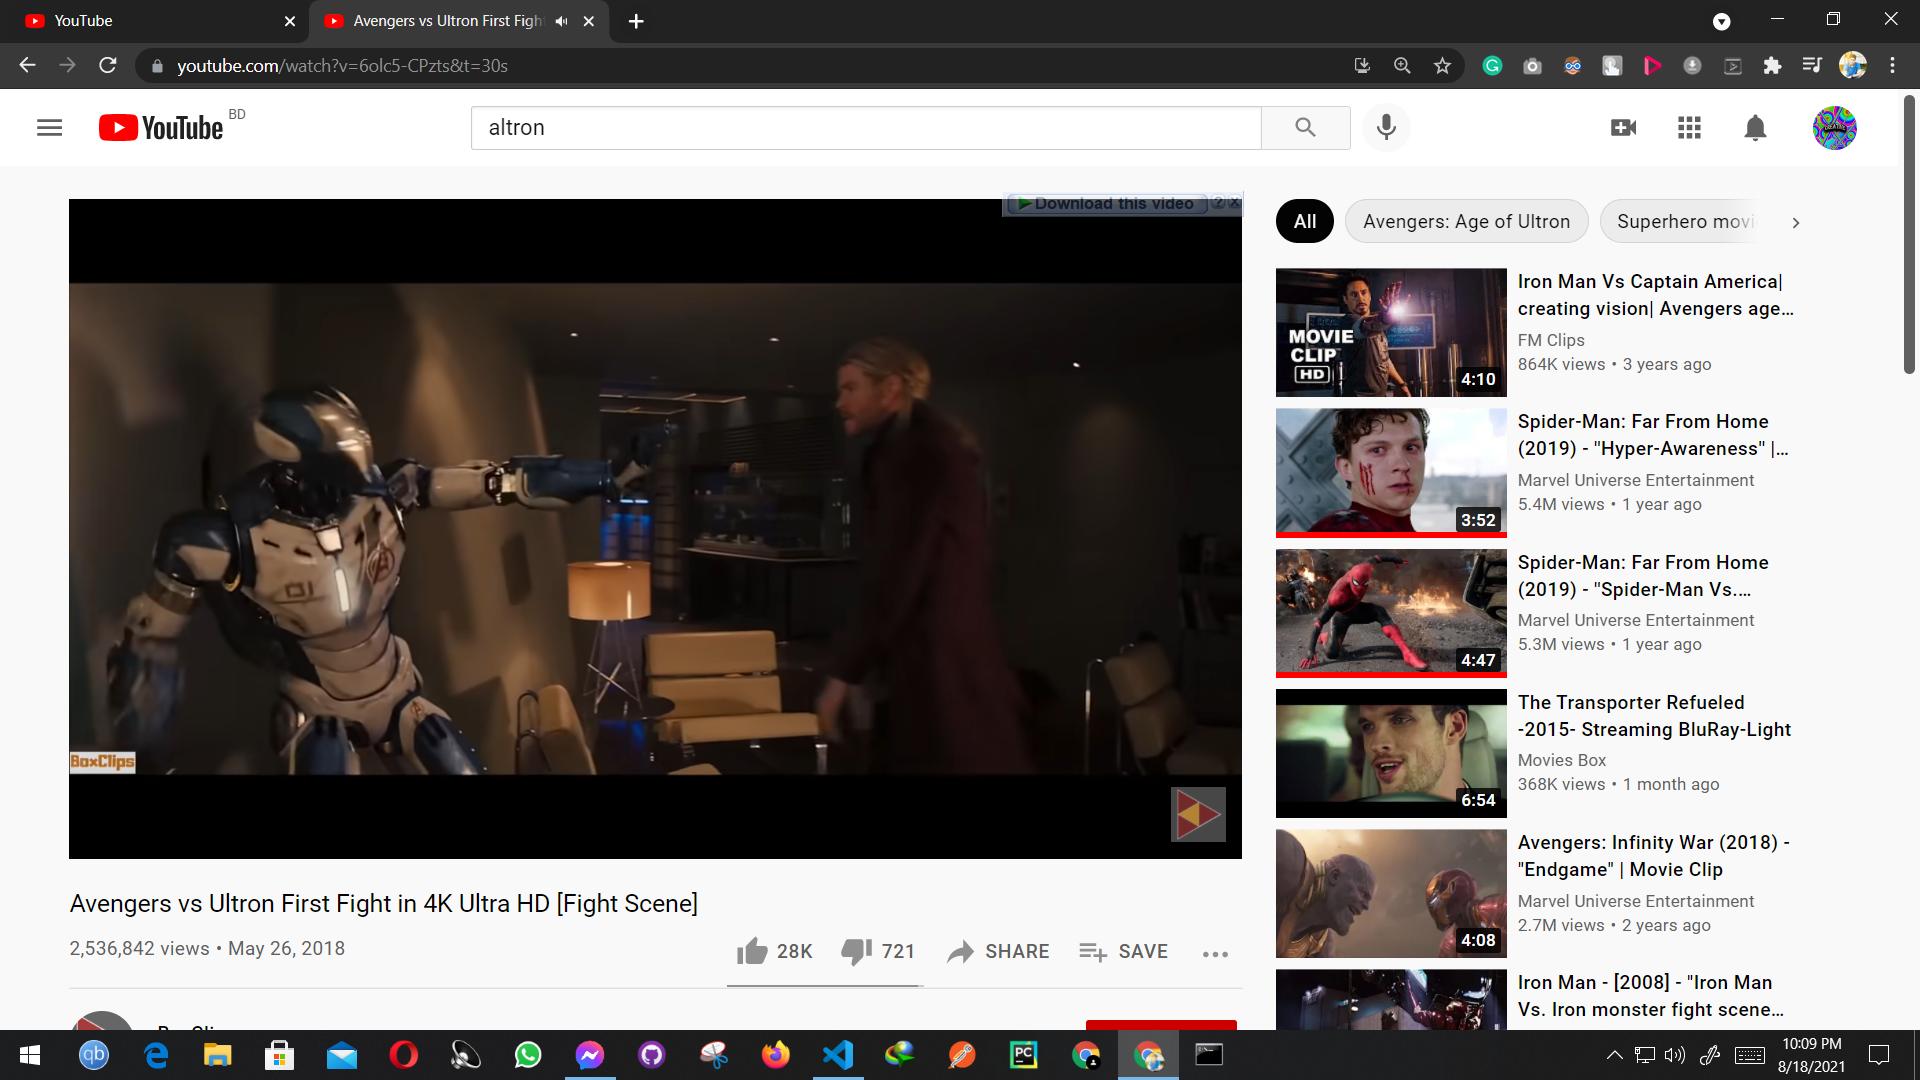 YouTube
Avengers vs Ultron First Fight
youtube.com/watch?v=6olc5-CPzts&t=30s
YouTube BD
altron
Download this video ? x
All
Avengers: Age of Ultron
Superhero movi
Iron Man Vs Captain America|
creating vision| Avengers age...
FM Clips
864K views • 3 years ago
MOVIE
CLIP
HD
4:10
Spider-Man: Far From Home
(2019) - "Hyper-Awareness" |...
Marvel Universe Entertainment
5.4M views • 1 year ago
3:52
Spider-Man: Far From Home
(2019) - "Spider-Man Vs....
Marvel Universe Entertainment
5.3M views • 1 year ago
4:47
The Transporter Refueled
-2015- Streaming BluRay-Light
Movies Box
368K views • 1 month ago
6:54
Avengers: Infinity War (2018) -
"Endgame" | Movie Clip
Marvel Universe Entertainment
2.7M views • 2 years ago
4:08
Iron Man - [2008] - "Iron Man
Vs. Iron monster fight scene...
01
BoxClips
Avengers vs Ultron First Fight in 4K Ultra HD [Fight Scene]
2,536,842 views • May 26, 2018
28K
721
SHARE
SAVE
qb
PC
10:09 PM
8/18/2021